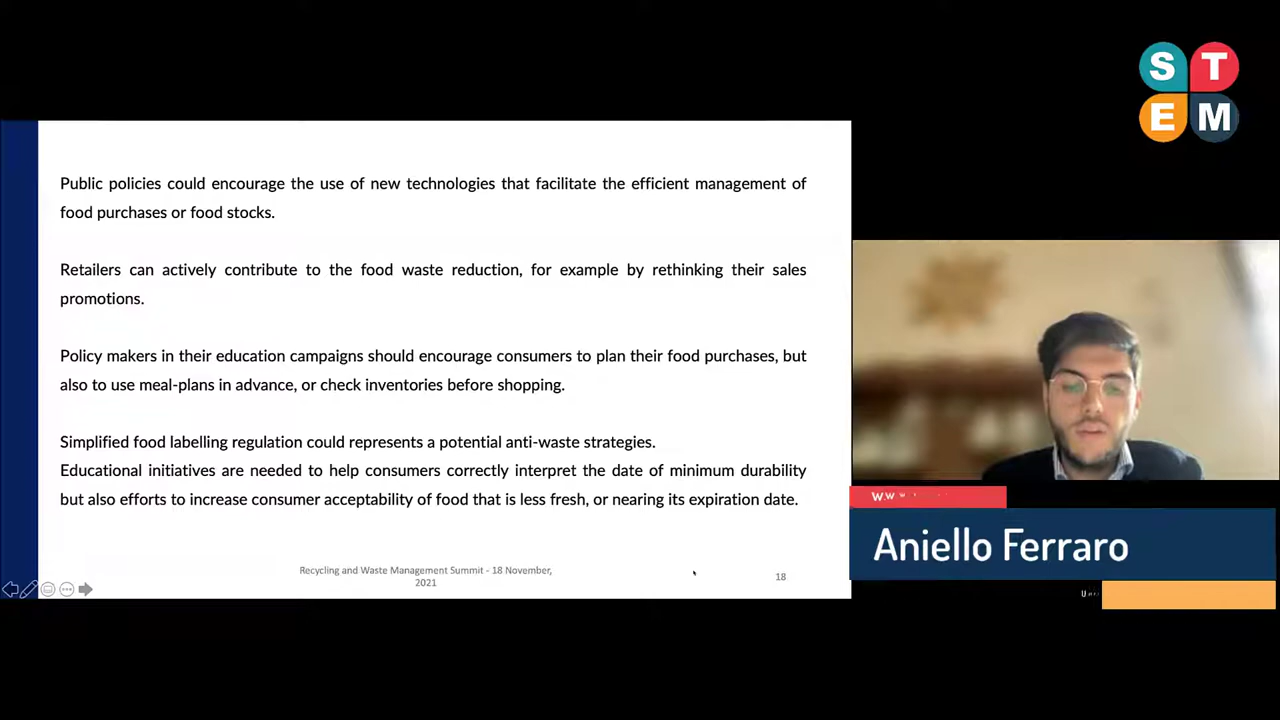 Public policies could encourage the use of new technologies that facilitate the efficient management of
food purchases or food stocks.
Retailers can actively contribute to the food waste reduction, for example by rethinking their sales
promotions.
Policy makers in their education campaigns should encourage consumers to plan their food purchases, but
also to use meal-plans in advance, or check inventories before shopping.
Simplified food labelling regulation could represents a potential anti-waste strategies.
Educational initiatives are needed to help consumers correctly interpret the date of minimum durability
but also efforts to increase consumer acceptability of food that is less fresh, or nearing its expiration date.
Recycling and Waste Management Summit - 18 November,
2021
18
S T
E M
Aniello Ferraro